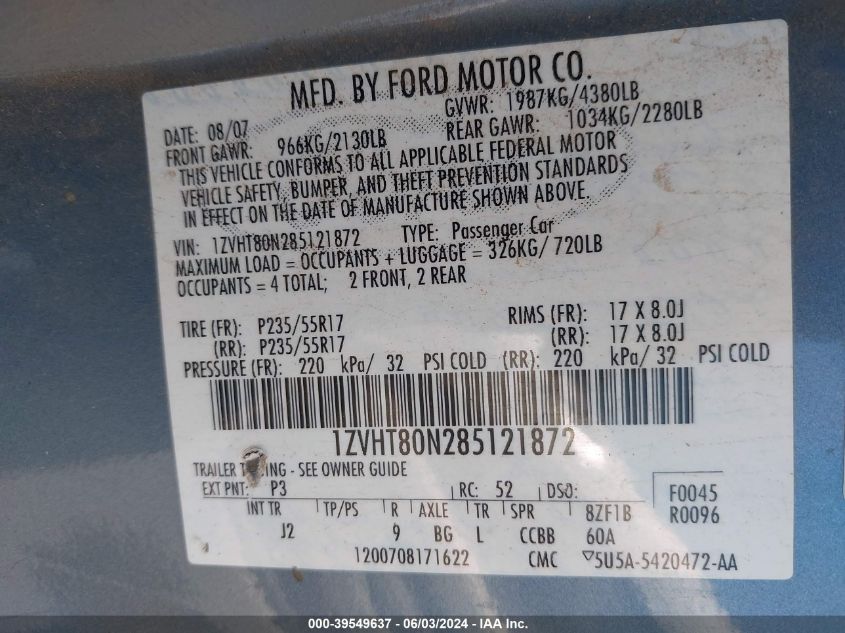 MFD. BY FORD MOTOR CO.
DATE: 08/07 GVWR: 1987KG/4380LB
FRONT GAWR: 966KG/2130LB REAR GAWR: 1034KG/2280LB
THIS VEHICLE CONFORMS TO ALL APPLICABLE FEDERAL MOTOR
VEHICLE SAFETY, BUMPER, AND THEFT PREVENTION STANDARDS
IN EFFECT ON THE DATE OF MANUFACTURE SHOWN ABOVE.
VIN: 1ZVHT80N285121872 TYPE: Passenger Car
MAXIMUM LOAD = OCCUPANTS + LUGGAGE = 326KG/ 720LB
OCCUPANTS = 4 TOTAL; 2 FRONT, 2 REAR
TIRE (FR): P235/55R17 RIMS (FR): 17 X 8.0J
(RR): P235/55R17 (RR): 17 X 8.0J
PRESSURE (FR): 220 kPa/ 32 PSI COLD (RR): 220 kPa/ 32 PSI COLD
1ZVHT80N285121872
TRAILER - SEE OWNER GUIDE
EXT PNT: P3 RC: 52 DSO: F0045
INT TR TP/PS R AXLE TR SPR 8ZF1B R0096
J2 9 BG L CCBB 60A
1200708171622 CMC ▽5U5A-5420472-AA
000-39549637 - 06/03/2024 - IAA Inc.